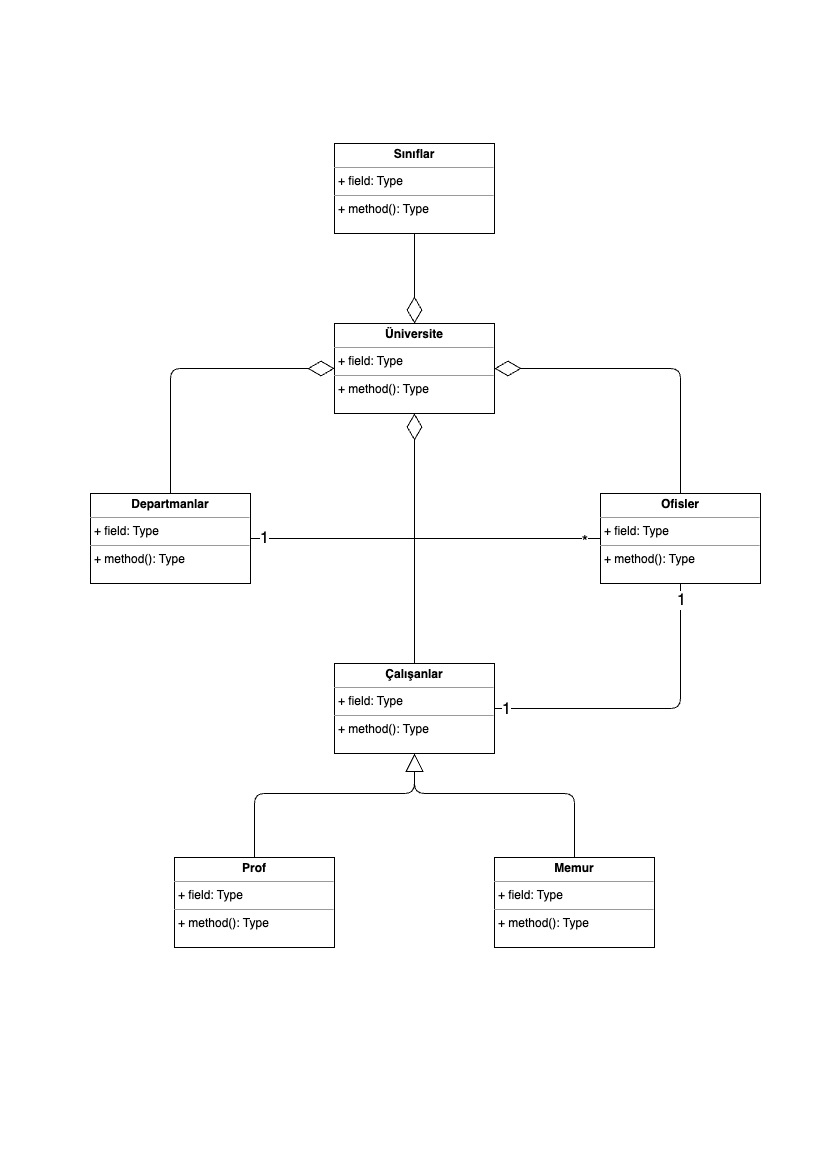 Sınıflar
+ field: Type
+ method(): Type
Üniversite
+ field: Type
+ method(): Type
Departmanlar
+ field: Type
+ method(): Type
1
*
Ofisler
+ field: Type
+ method(): Type
1
Çalışanlar
+ field: Type
+ method(): Type
1
Prof
+ field: Type
+ method(): Type
Memur
+ field: Type
+ method(): Type